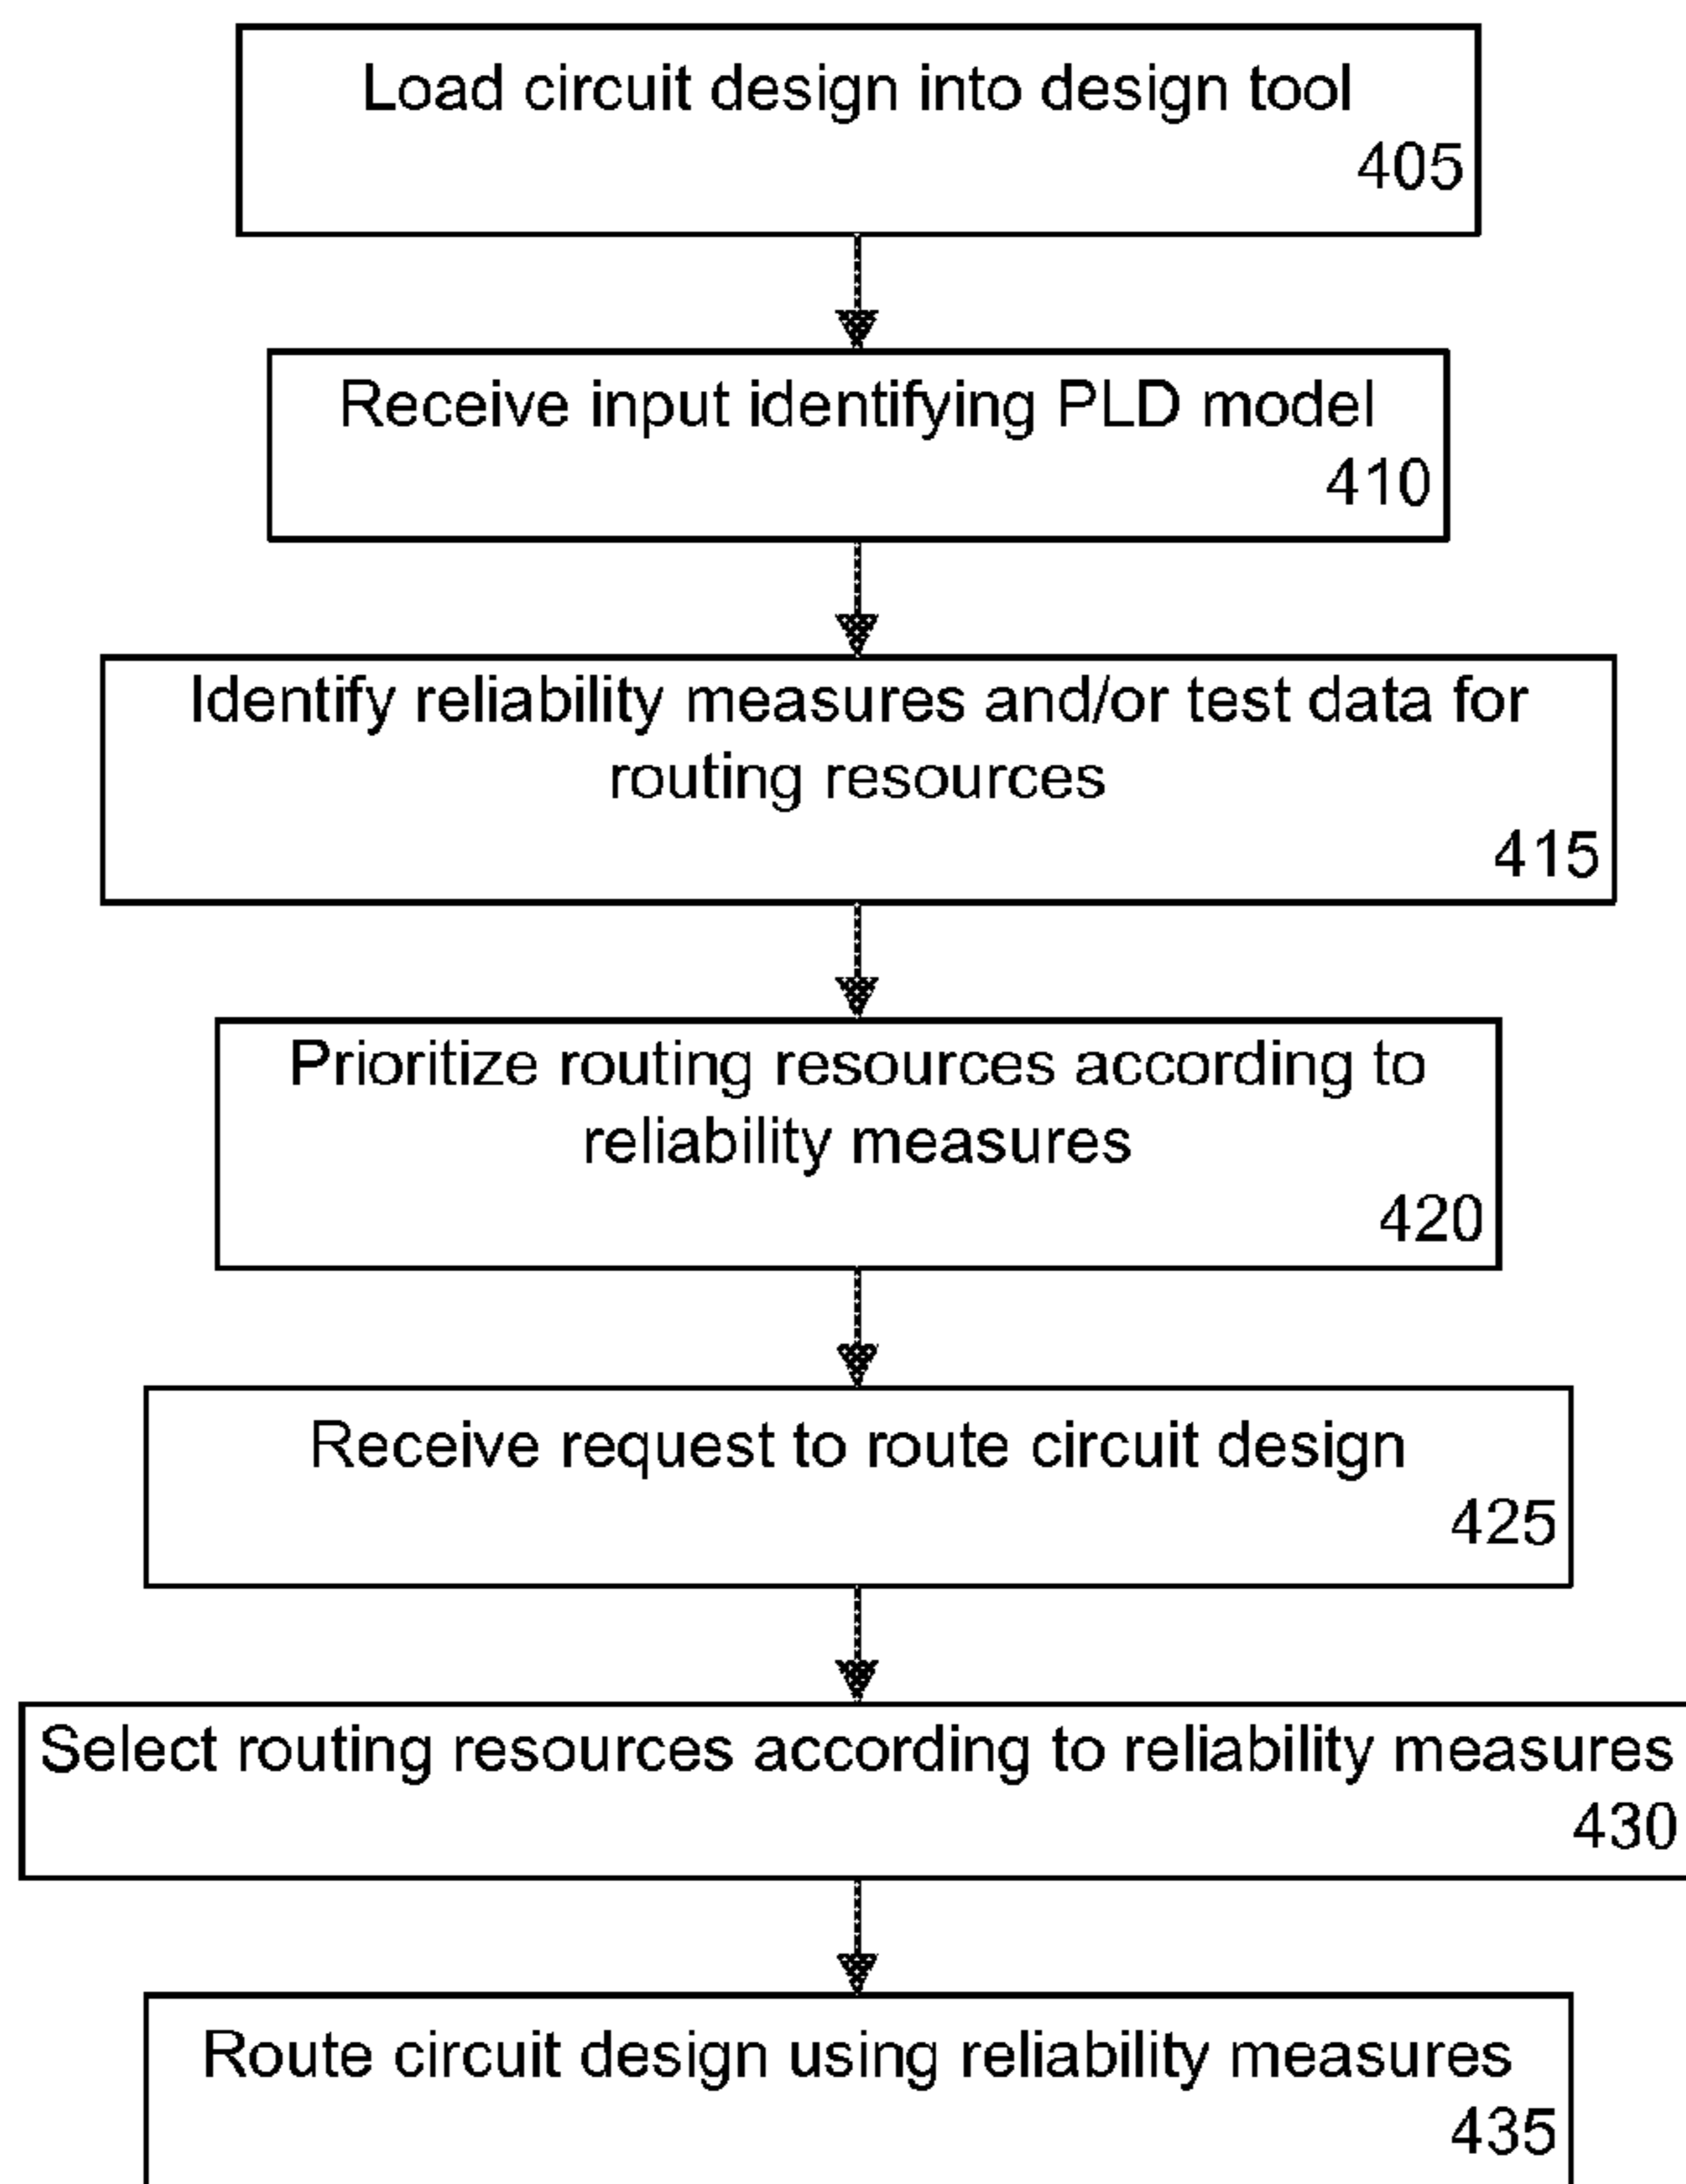 Load circuit design into design tool
405
Receive input identifying PLD model
410
Identify reliability measures and/or test data for
routing resources
415
Prioritize routing resources according to
reliability measures
420
Receive request to route circuit design
425
Select routing resources according to reliability measures
430
Route circuit design using reliability measures
435